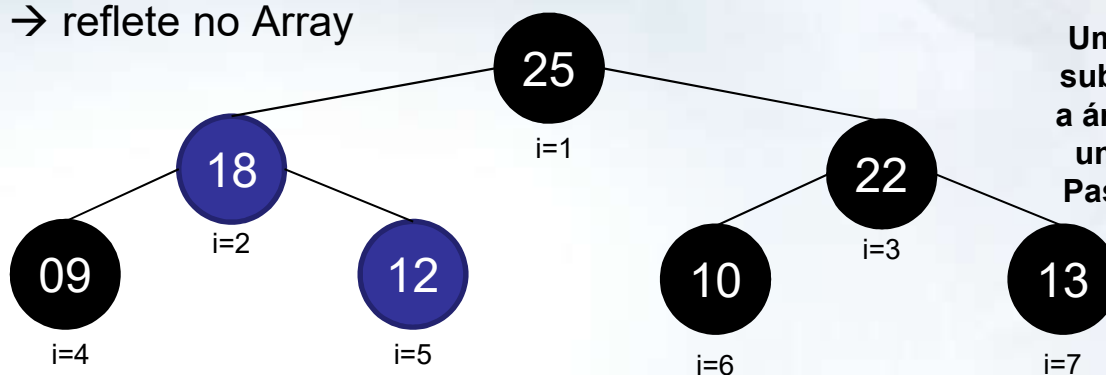 → reflete no Array
25
i=1
18
i=2
22
i=3
09
i=4
12
i=5
10
i=6
13
i=7
a